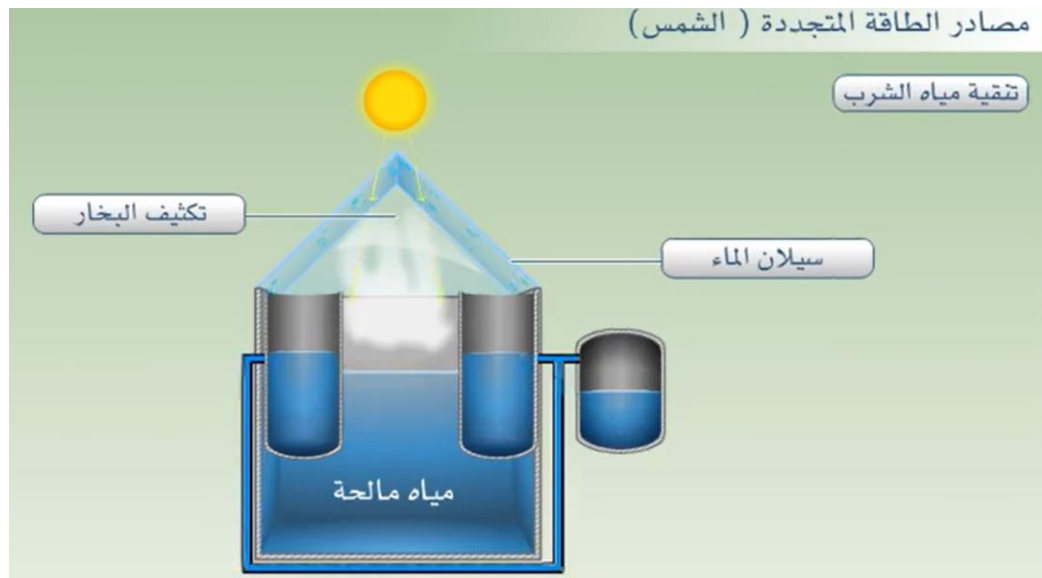 مصادر الطاقة المتجددة ( الشمس )
تنقية مياه الشرب
تكثيف البخار
سيلان الماء
مياه مالحة